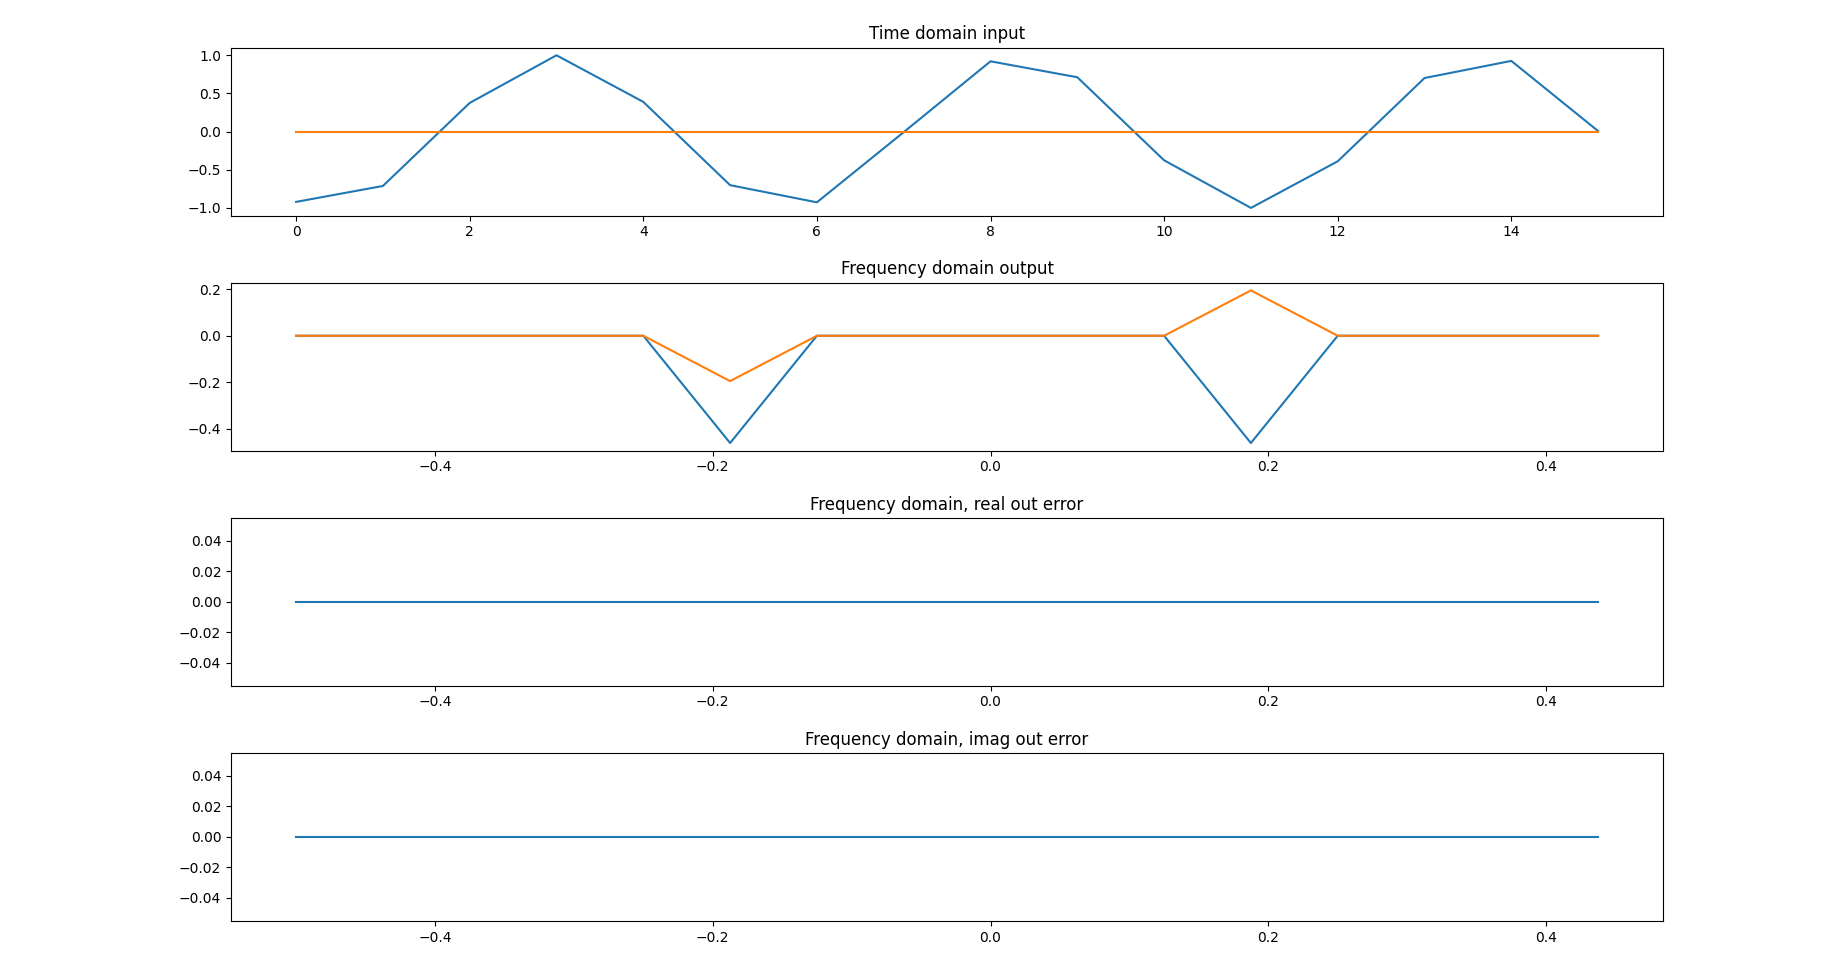 Time domain input
1.0
0.5
0.0
−0.5
−1.0
0 2 4 6 8 10 12 14
Frequency domain output
0.2
0.0
−0.2
−0.4
−0.4 −0.2 0.0 0.2 0.4
Frequency domain, real out error
0.04
0.02
0.00
−0.02
−0.04
−0.4 −0.2 0.0 0.2 0.4
Frequency domain, imag out error
0.04
0.02
0.00
−0.02
−0.04
−0.4 −0.2 0.0 0.2 0.4